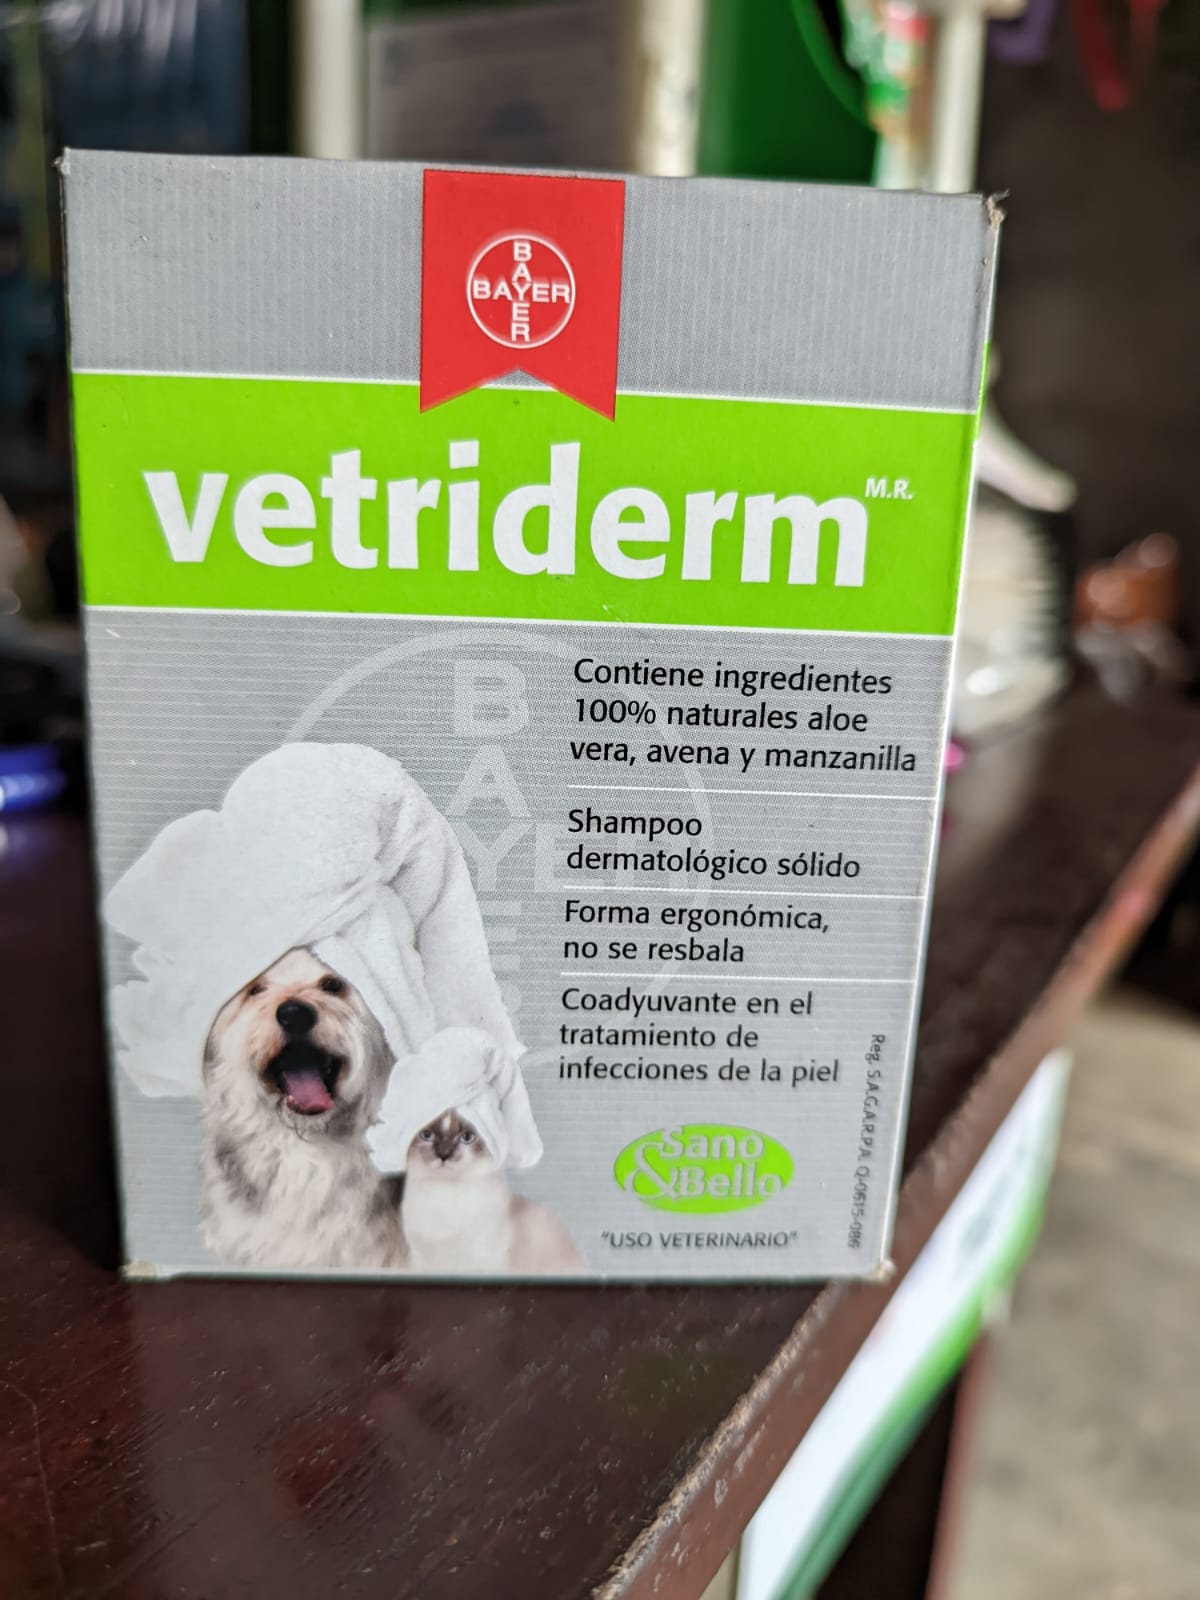 BAYER
BAYER
vetriderm M.R.
Contiene ingredientes
100% naturales aloe
vera, avena y manzanilla
Shampoo
dermatológico sólido
Forma ergonómica,
no se resbala
Coadyuvante en el
tratamiento de
infecciones de la piel
Sano
&Bello
"USO VETERINARIO"
Reg. S.A.G.A.R.P.A. Q-0615-086